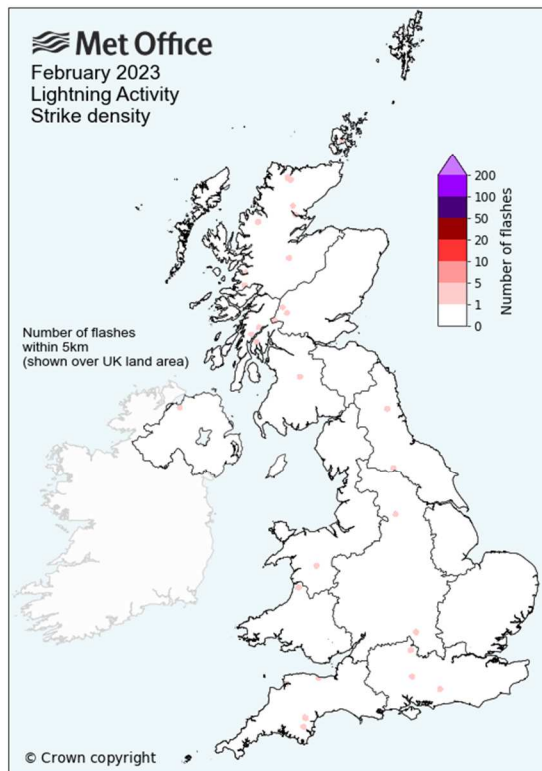 Met Office
February 2023
Lightning Activity
Strike density
200
100
50
20
10
5
1
0
Number of flashes
Number of flashes
within 5km
(shown over UK land area)
© Crown copyright